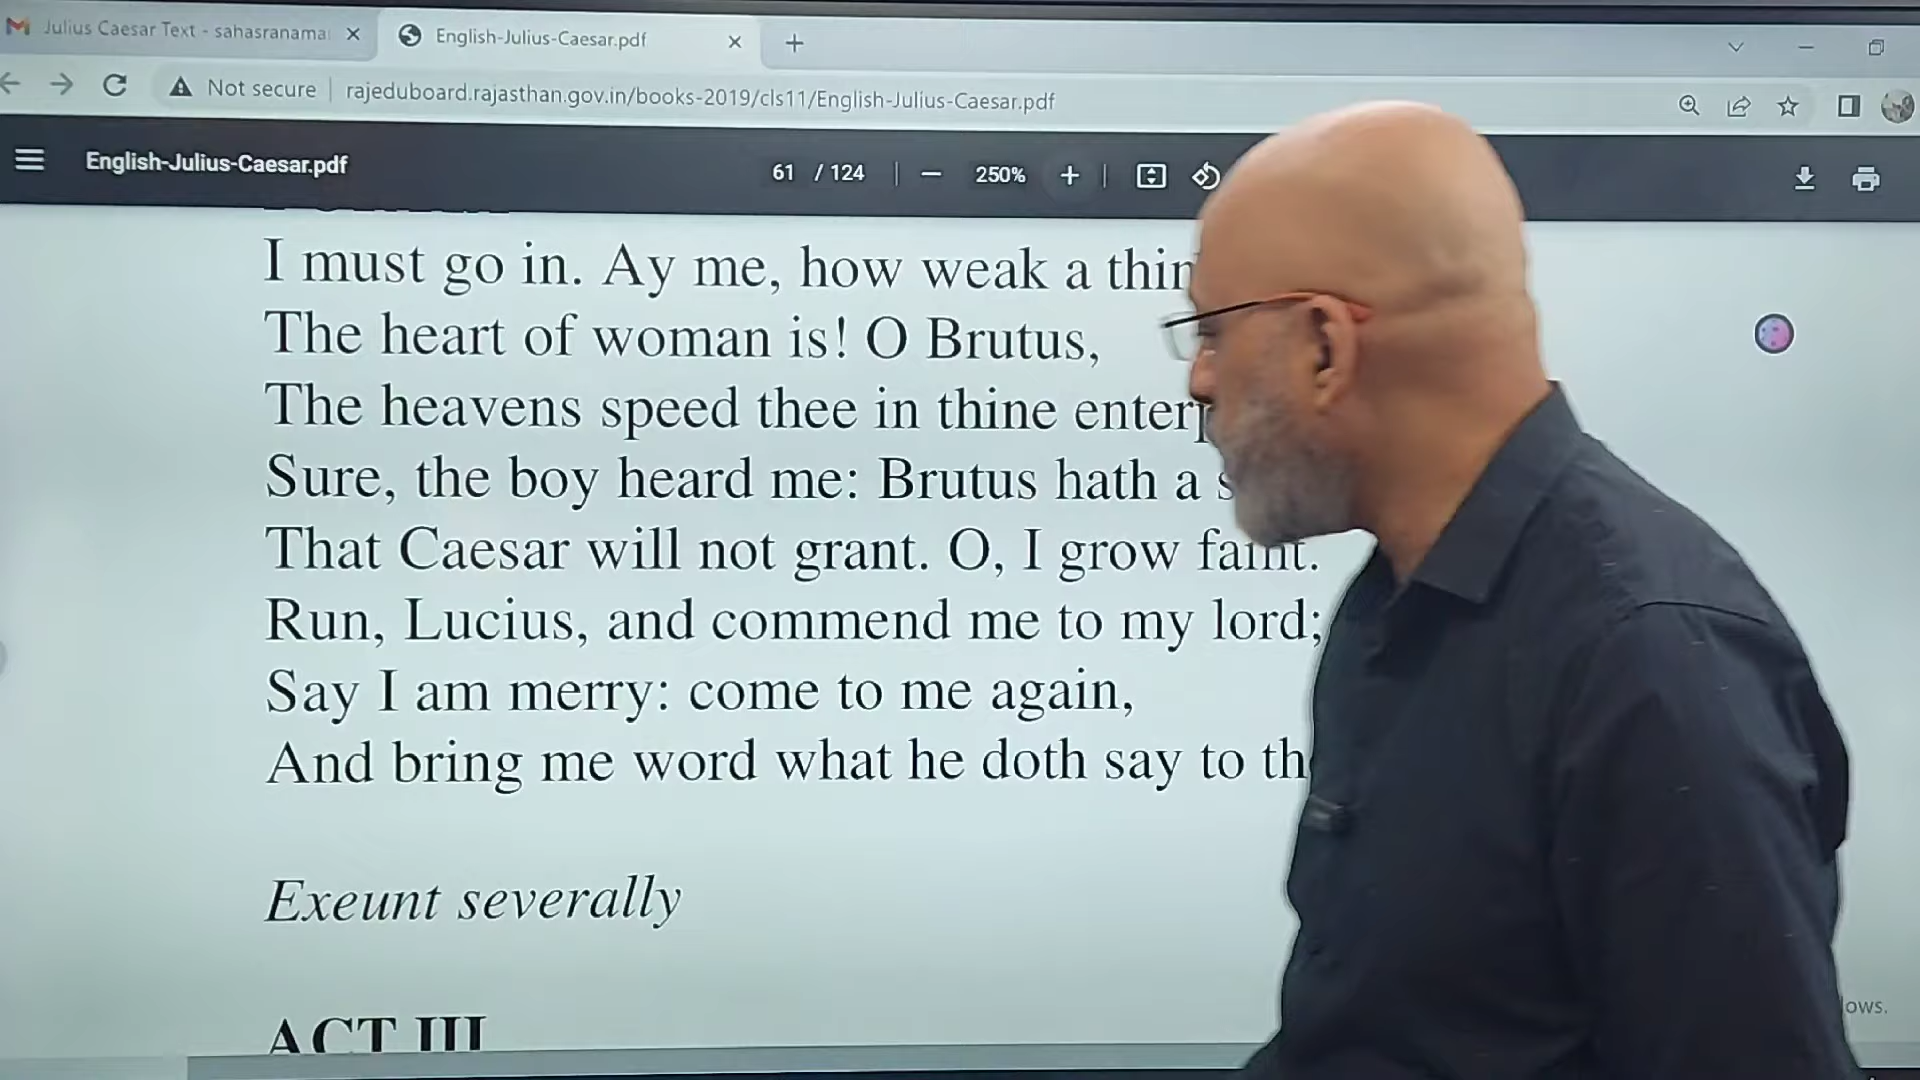 Julius Caesar Text - sahasranama
English-Julius-Caesar.pdf
Not secure
rajeduboard.rajasthan.gov.in/books-2019/cls11/English-Julius-Caesar.pdf
English-Julius-Caesar.pdf
61 / 124
250%
I must go in. Ay me, how weak a thin
The heart of woman is! O Brutus,
The heavens speed thee in thine enterp
Sure, the boy heard me: Brutus hath a s
That Caesar will not grant. O, I grow faint.
Run, Lucius, and commend me to my lord;
Say I am merry: come to me again,
And bring me word what he doth say to th
Exeunt severally
ACT III
ows.